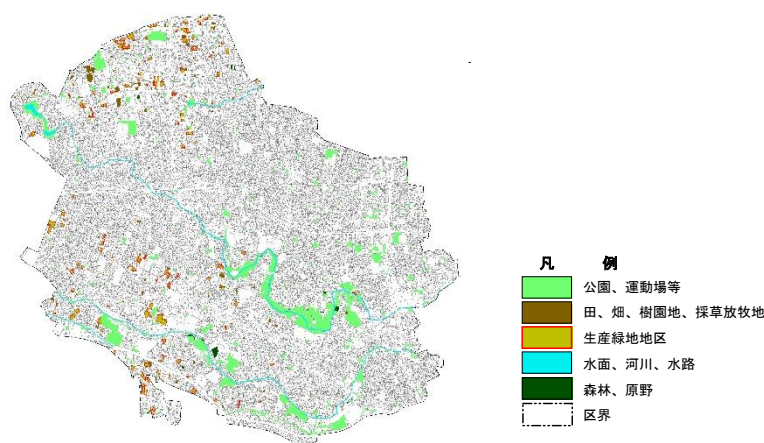 凡 例
公園、運動場等
田、畑、樹園地、採草放牧地
生産緑地地区
水面、河川、水路
森林、原野
区界